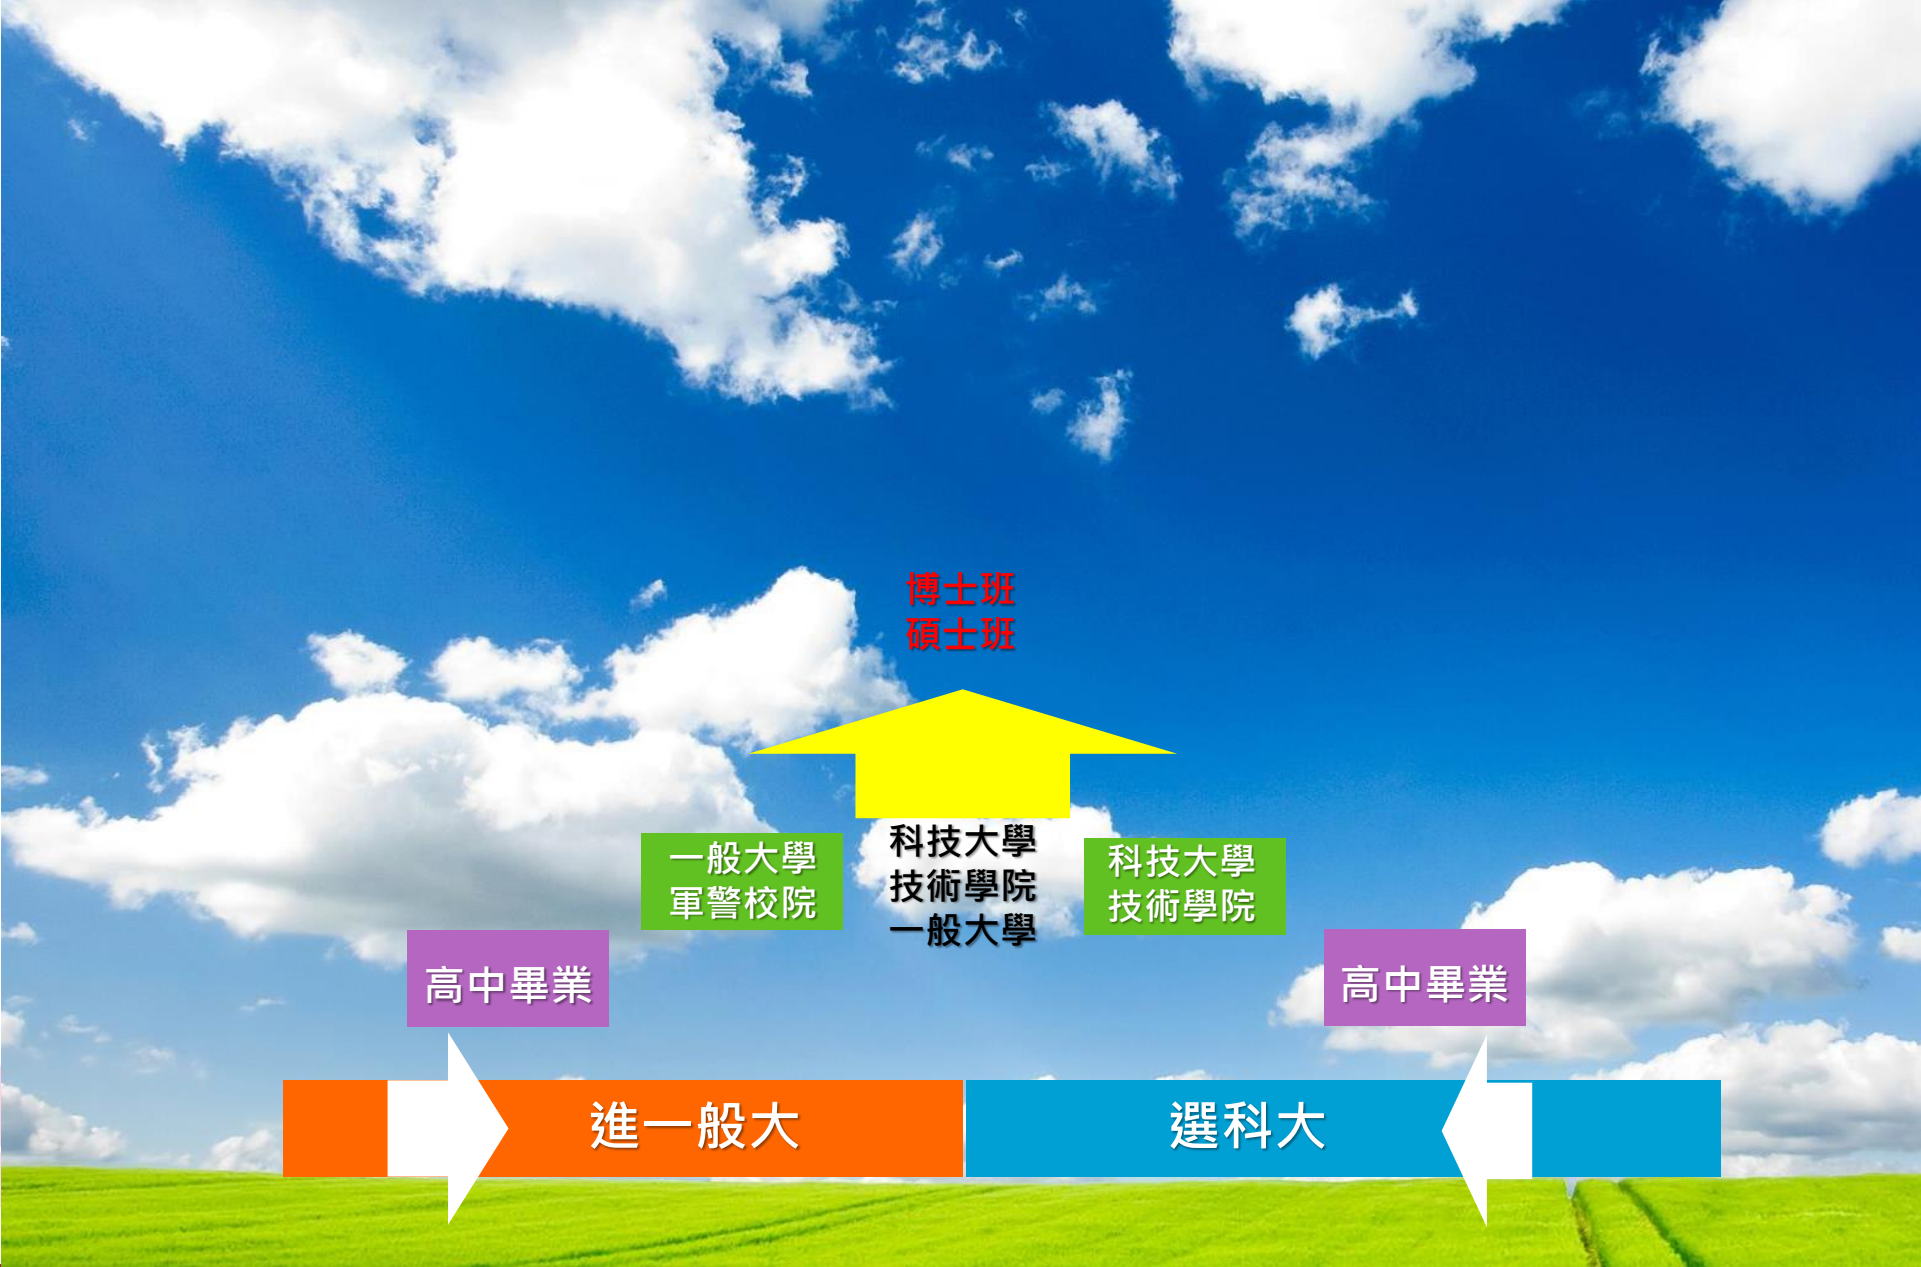 博士班
碩士班
一般大學
軍警校院
科技大學
技術學院
一般大學
科技大學
技術學院
高中畢業
高中畢業
進一般大
選科大